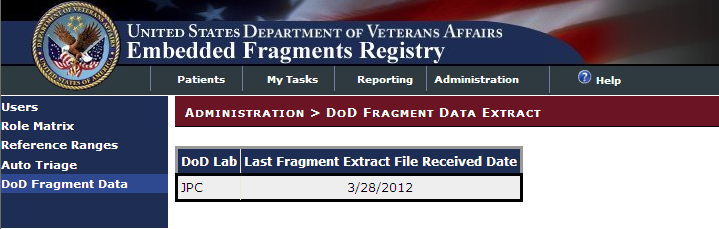 UNITED STATES DEPARTMENT OF VETERANS AFFAIRS
Embedded Fragments Registry
Patients My Tasks Reporting Administration ? Help
Users
Role Matrix
Reference Ranges
Auto Triage
DoD Fragment Data
ADMINISTRATION > DOD FRAGMENT DATA EXTRACT
DoD Lab Last Fragment Extract File Received Date
JPC 3/28/2012